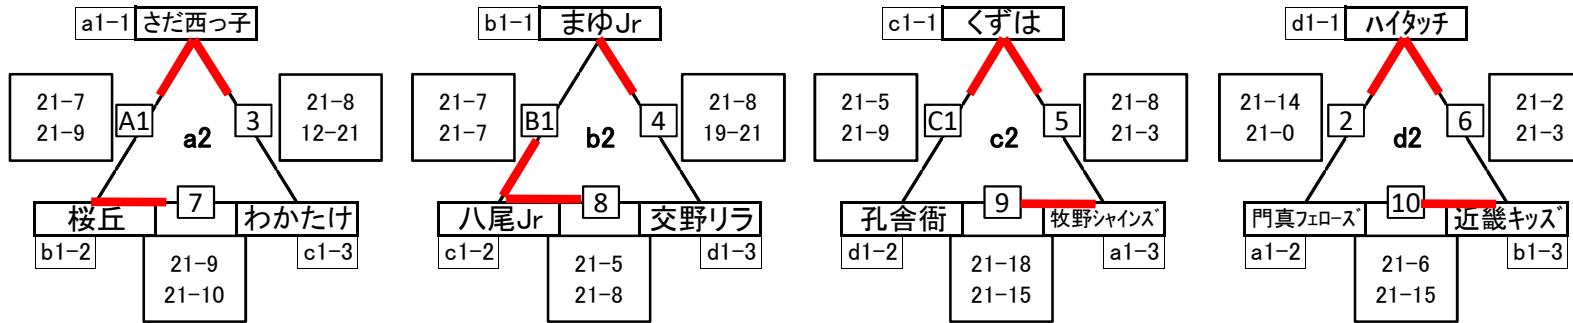 a1-1 さだ西っ子
21-7
21-9
A1
3
21-8
12-21
a2
7
桜丘
わかたけ
b1-2
c1-3
21-9
21-10
b1-1 まゆJr
21-7
21-7
B1
4
21-8
19-21
b2
8
八尾Jr
交野リラ
c1-2
d1-3
21-5
21-8
c1-1 くずは
21-5
21-9
C1
5
21-8
21-3
c2
9
孔舎衙
牧野シャインズ
d1-2
a1-3
21-18
21-15
d1-1 ハイタッチ
21-14
21-0
2
6
21-2
21-3
d2
10
門真フェローズ
近畿キッズ
a1-2
b1-3
21-6
21-15